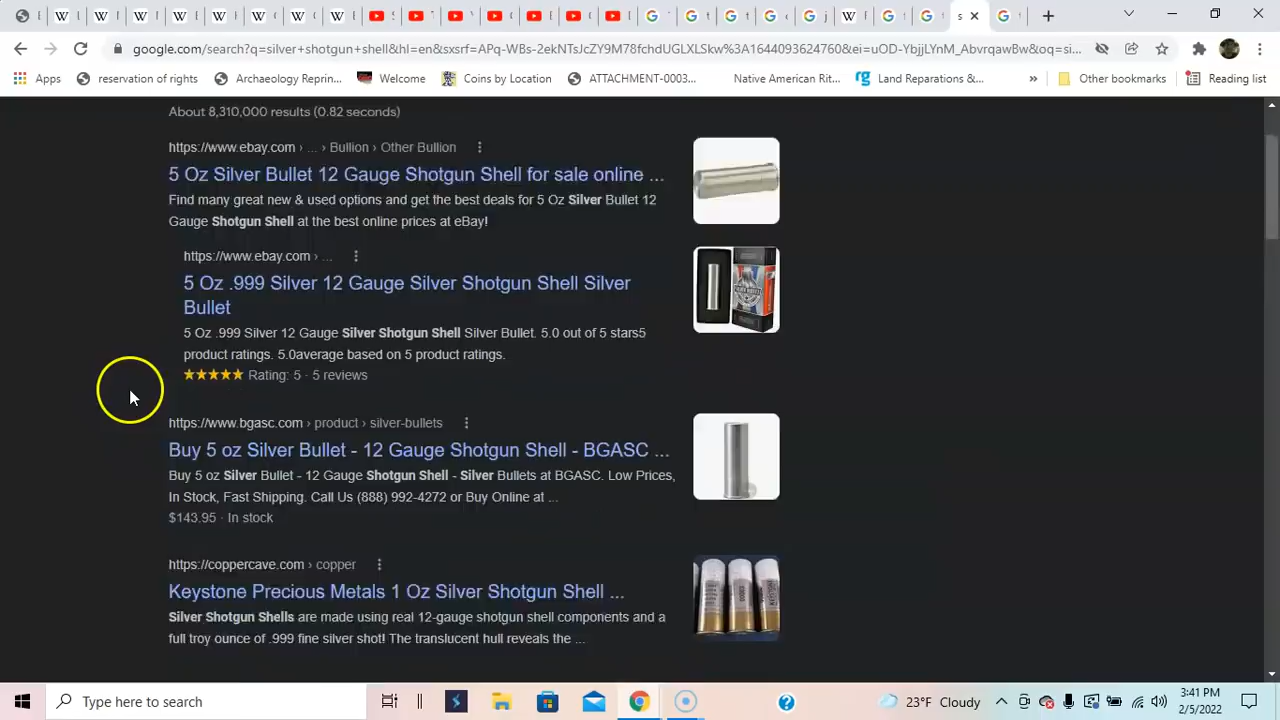 google.com/search?q=silver+shotgun+shell&hl=en&sxsrf=APq-WBs-2ekNTsJcZY9M78fchdUGLXLSkw%3A1644093624760&ei=uOD-YbjjLYnM_AbvrqawBw&oq=si...
Apps
reservation of rights
Archaeology Reprin...
Welcome
Coins by Location
ATTACHMENT-0003...
Native American Rit...
Land Reparations &...
»
Other bookmarks
Reading list
About 8,310,000 results (0.82 seconds)
https://www.ebay.com › ... › Bullion › Other Bullion
5 Oz Silver Bullet 12 Gauge Shotgun Shell for sale online ...
Find many great new & used options and get the best deals for 5 Oz Silver Bullet 12
Gauge Shotgun Shell at the best online prices at eBay!
https://www.ebay.com › ...
5 Oz .999 Silver 12 Gauge Silver Shotgun Shell Silver
Bullet
5 Oz .999 Silver 12 Gauge Silver Shotgun Shell Silver Bullet. 5.0 out of 5 stars5
product ratings. 5.0average based on 5 product ratings.
★★★★★ Rating: 5 · 5 reviews
https://www.bgasc.com › product › silver-bullets
Buy 5 oz Silver Bullet - 12 Gauge Shotgun Shell - BGASC ...
Buy 5 oz Silver Bullet - 12 Gauge Shotgun Shell - Silver Bullets at BGASC. Low Prices,
In Stock, Fast Shipping. Call Us (888) 992-4272 or Buy Online at ...
$143.95 · In stock
https://coppercave.com › copper
Keystone Precious Metals 1 Oz Silver Shotgun Shell ...
Silver Shotgun Shells are made using real 12-gauge shotgun shell components and a
full troy ounce of .999 fine silver shot! The translucent hull reveals the ...
Type here to search
23°F Cloudy
3:41 PM
2/5/2022